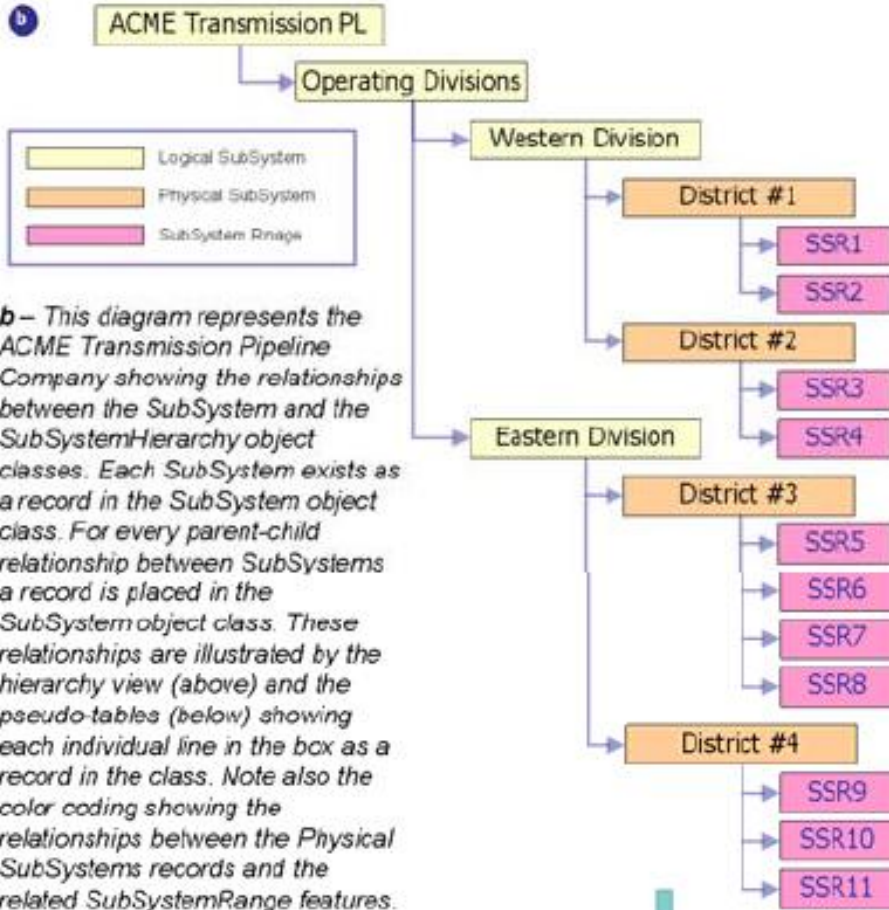 b
ACME Transmission PL
Operating Divisions
Logical SubSystem
Physical SubSystem
SubSystem Rnage
Western Division
District #1
SSR1
SSR2
District #2
SSR3
SSR4
Eastern Division
District #3
SSR5
SSR6
SSR7
SSR8
District #4
SSR9
SSR10
SSR11
b – This diagram represents the
ACME Transmission Pipeline
Company showing the relationships
between the SubSystem and the
SubSystemHierarchy object
classes. Each SubSystem exists as
a record in the SubSystem object
class. For every parent-child
relationship between SubSystems
a record is placed in the
SubSystem object class. These
relationships are illustrated by the
hierarchy view (above) and the
pseudo-tables (below) showing
each individual line in the box as a
record in the class. Note also the
color coding showing the
relationships between the Physical
SubSystems records and the
related SubSystemRange features.